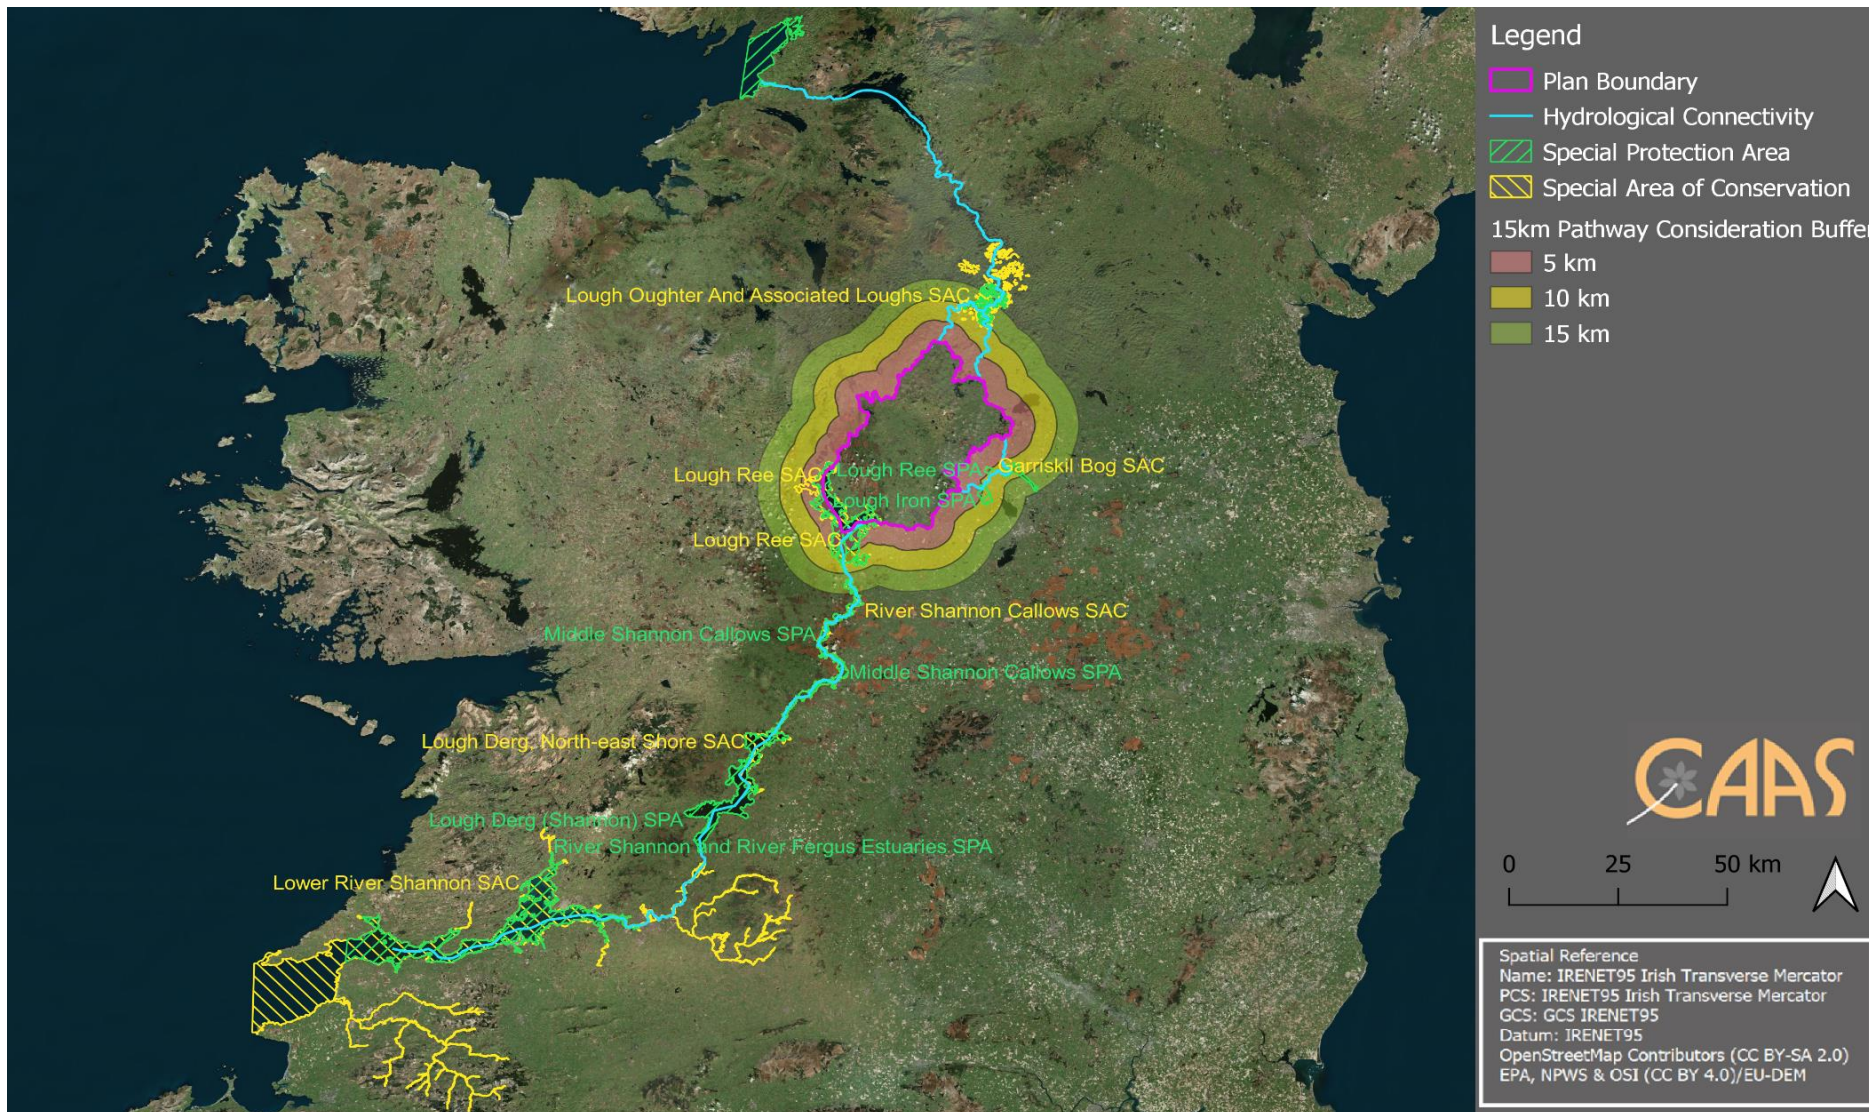 Lough Oughter And Associated Loughs SAC
Lough Ree SAC
Lough Ree SPA
Garriskil Bog SAC
Lough Iron SPA
Lough Ree SAC
River Shannon Callows SAC
Middle Shannon Callows SPA
Middle Shannon Callows SPA
Lough Derg, North-east Shore SAC
Lough Derg (Shannon) SPA
River Shannon and River Fergus Estuaries SPA
Lower River Shannon SAC
Legend
Plan Boundary
Hydrological Connectivity
Special Protection Area
Special Area of Conservation
15km Pathway Consideration Buffe
5 km
10 km
15 km
CAAS
0 25 50 km
Spatial Reference
Name: IRENET95 Irish Transverse Mercator
PCS: IRENET95 Irish Transverse Mercator
GCS: GCS IRENET95
Datum: IRENET95
OpenStreetMap Contributors (CC BY-SA 2.0)
EPA, NPWS & OSI (CC BY 4.0)/EU-DEM